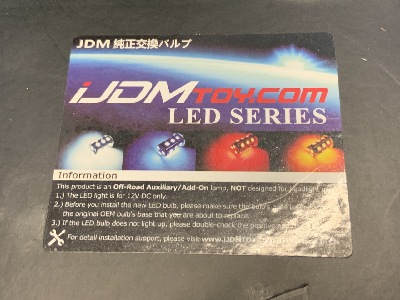 JDM 純正交換バルブ
iJDMTOY.COM
LED SERIES
Information
This product is an Off-Road Auxiliary/Add-On lamp, NOT designed for headlight
1.) The LED light is for 12V DC only.
2.) Before you install the new LED bulb, please make sure the bulb's
the original OEM bulb's base that you are about to replace.
3.) If the LED bulb does not light up, please double-check the positive
For detail installation support, please visit www.iJDMTOY